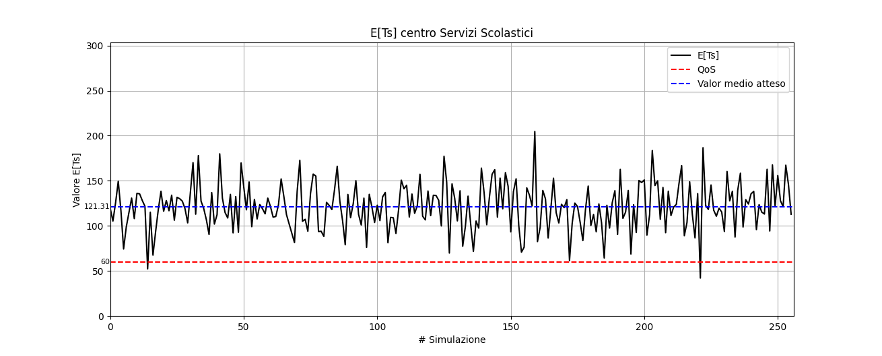 E[Ts] centro Servizi Scolastici
E[Ts]
QoS
Valor medio atteso
Valore E[Ts]
300
250
200
150
121.31
100
60
50
0
0 50 100 150 200 250
# Simulazione